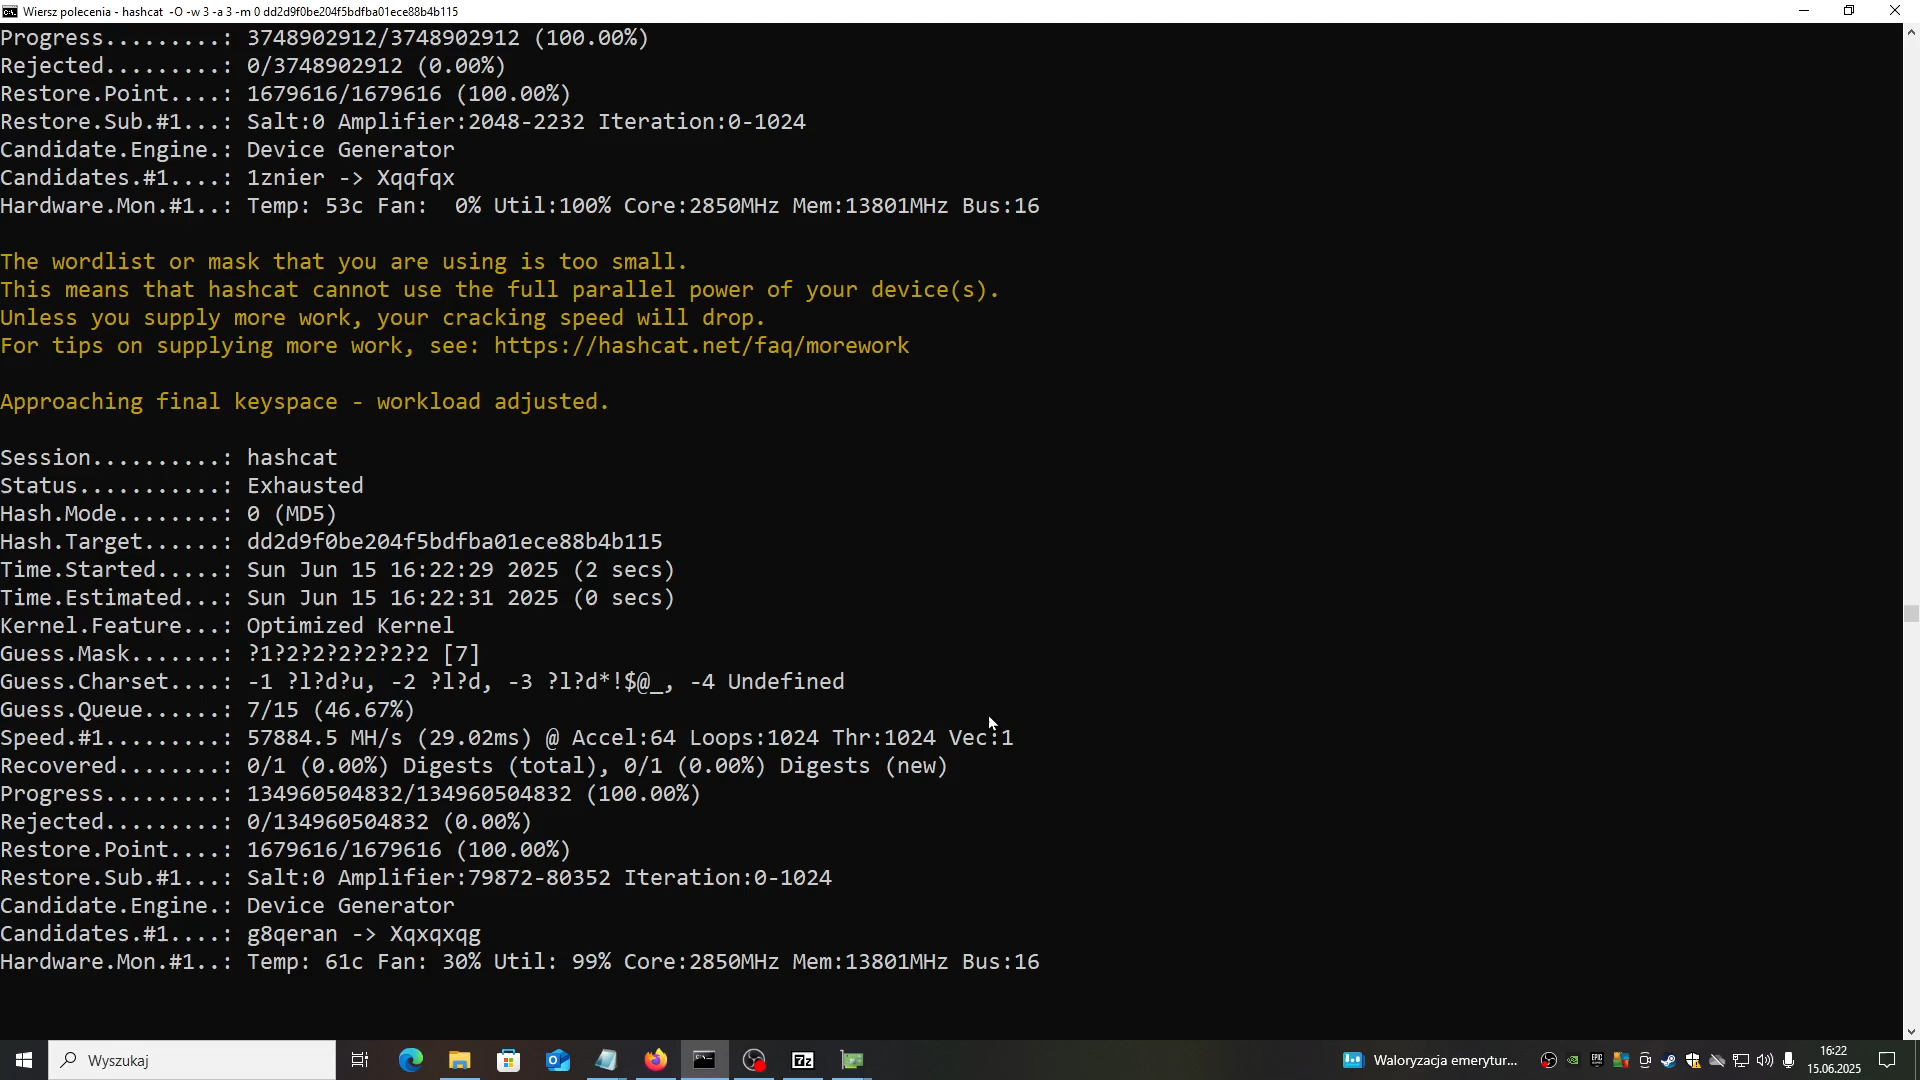 Wiersz polecenia - hashcat -O -w 3 -a 3 -m 0 dd2d9f0be204f5bdfba01ece88b4b115
Progress.........: 3748902912/3748902912 (100.00%)
Rejected.........: 0/3748902912 (0.00%)
Restore.Point....: 1679616/1679616 (100.00%)
Restore.Sub.#1...: Salt:0 Amplifier:2048-2232 Iteration:0-1024
Candidate.Engine.: Device Generator
Candidates.#1....: 1znier -> Xqqfqx
Hardware.Mon.#1..: Temp: 53c Fan:  0% Util:100% Core:2850MHz Mem:13801MHz Bus:16
The wordlist or mask that you are using is too small.
This means that hashcat cannot use the full parallel power of your device(s).
Unless you supply more work, your cracking speed will drop.
For tips on supplying more work, see: https://hashcat.net/faq/morework
Approaching final keyspace - workload adjusted.
Session..........: hashcat
Status...........: Exhausted
Hash.Mode........: 0 (MD5)
Hash.Target......: dd2d9f0be204f5bdfba01ece88b4b115
Time.Started.....: Sun Jun 15 16:22:29 2025 (2 secs)
Time.Estimated...: Sun Jun 15 16:22:31 2025 (0 secs)
Kernel.Feature...: Optimized Kernel
Guess.Mask.......: ?1?2?2?2?2?2?2 [7]
Guess.Charset....: -1 ?l?d?u, -2 ?l?d, -3 ?l?d*!$@_, -4 Undefined
Guess.Queue......: 7/15 (46.67%)
Speed.#1.........: 57884.5 MH/s (29.02ms) @ Accel:64 Loops:1024 Thr:1024 Vec:1
Recovered........: 0/1 (0.00%) Digests (total), 0/1 (0.00%) Digests (new)
Progress.........: 134960504832/134960504832 (100.00%)
Rejected.........: 0/134960504832 (0.00%)
Restore.Point....: 1679616/1679616 (100.00%)
Restore.Sub.#1...: Salt:0 Amplifier:79872-80352 Iteration:0-1024
Candidate.Engine.: Device Generator
Candidates.#1....: g8qeran -> Xqxqxqg
Hardware.Mon.#1..: Temp: 61c Fan: 30% Util: 99% Core:2850MHz Mem:13801MHz Bus:16
Wyszukaj
7z
Waloryzacja emerytur...
EPIC
16:22
15.06.2025